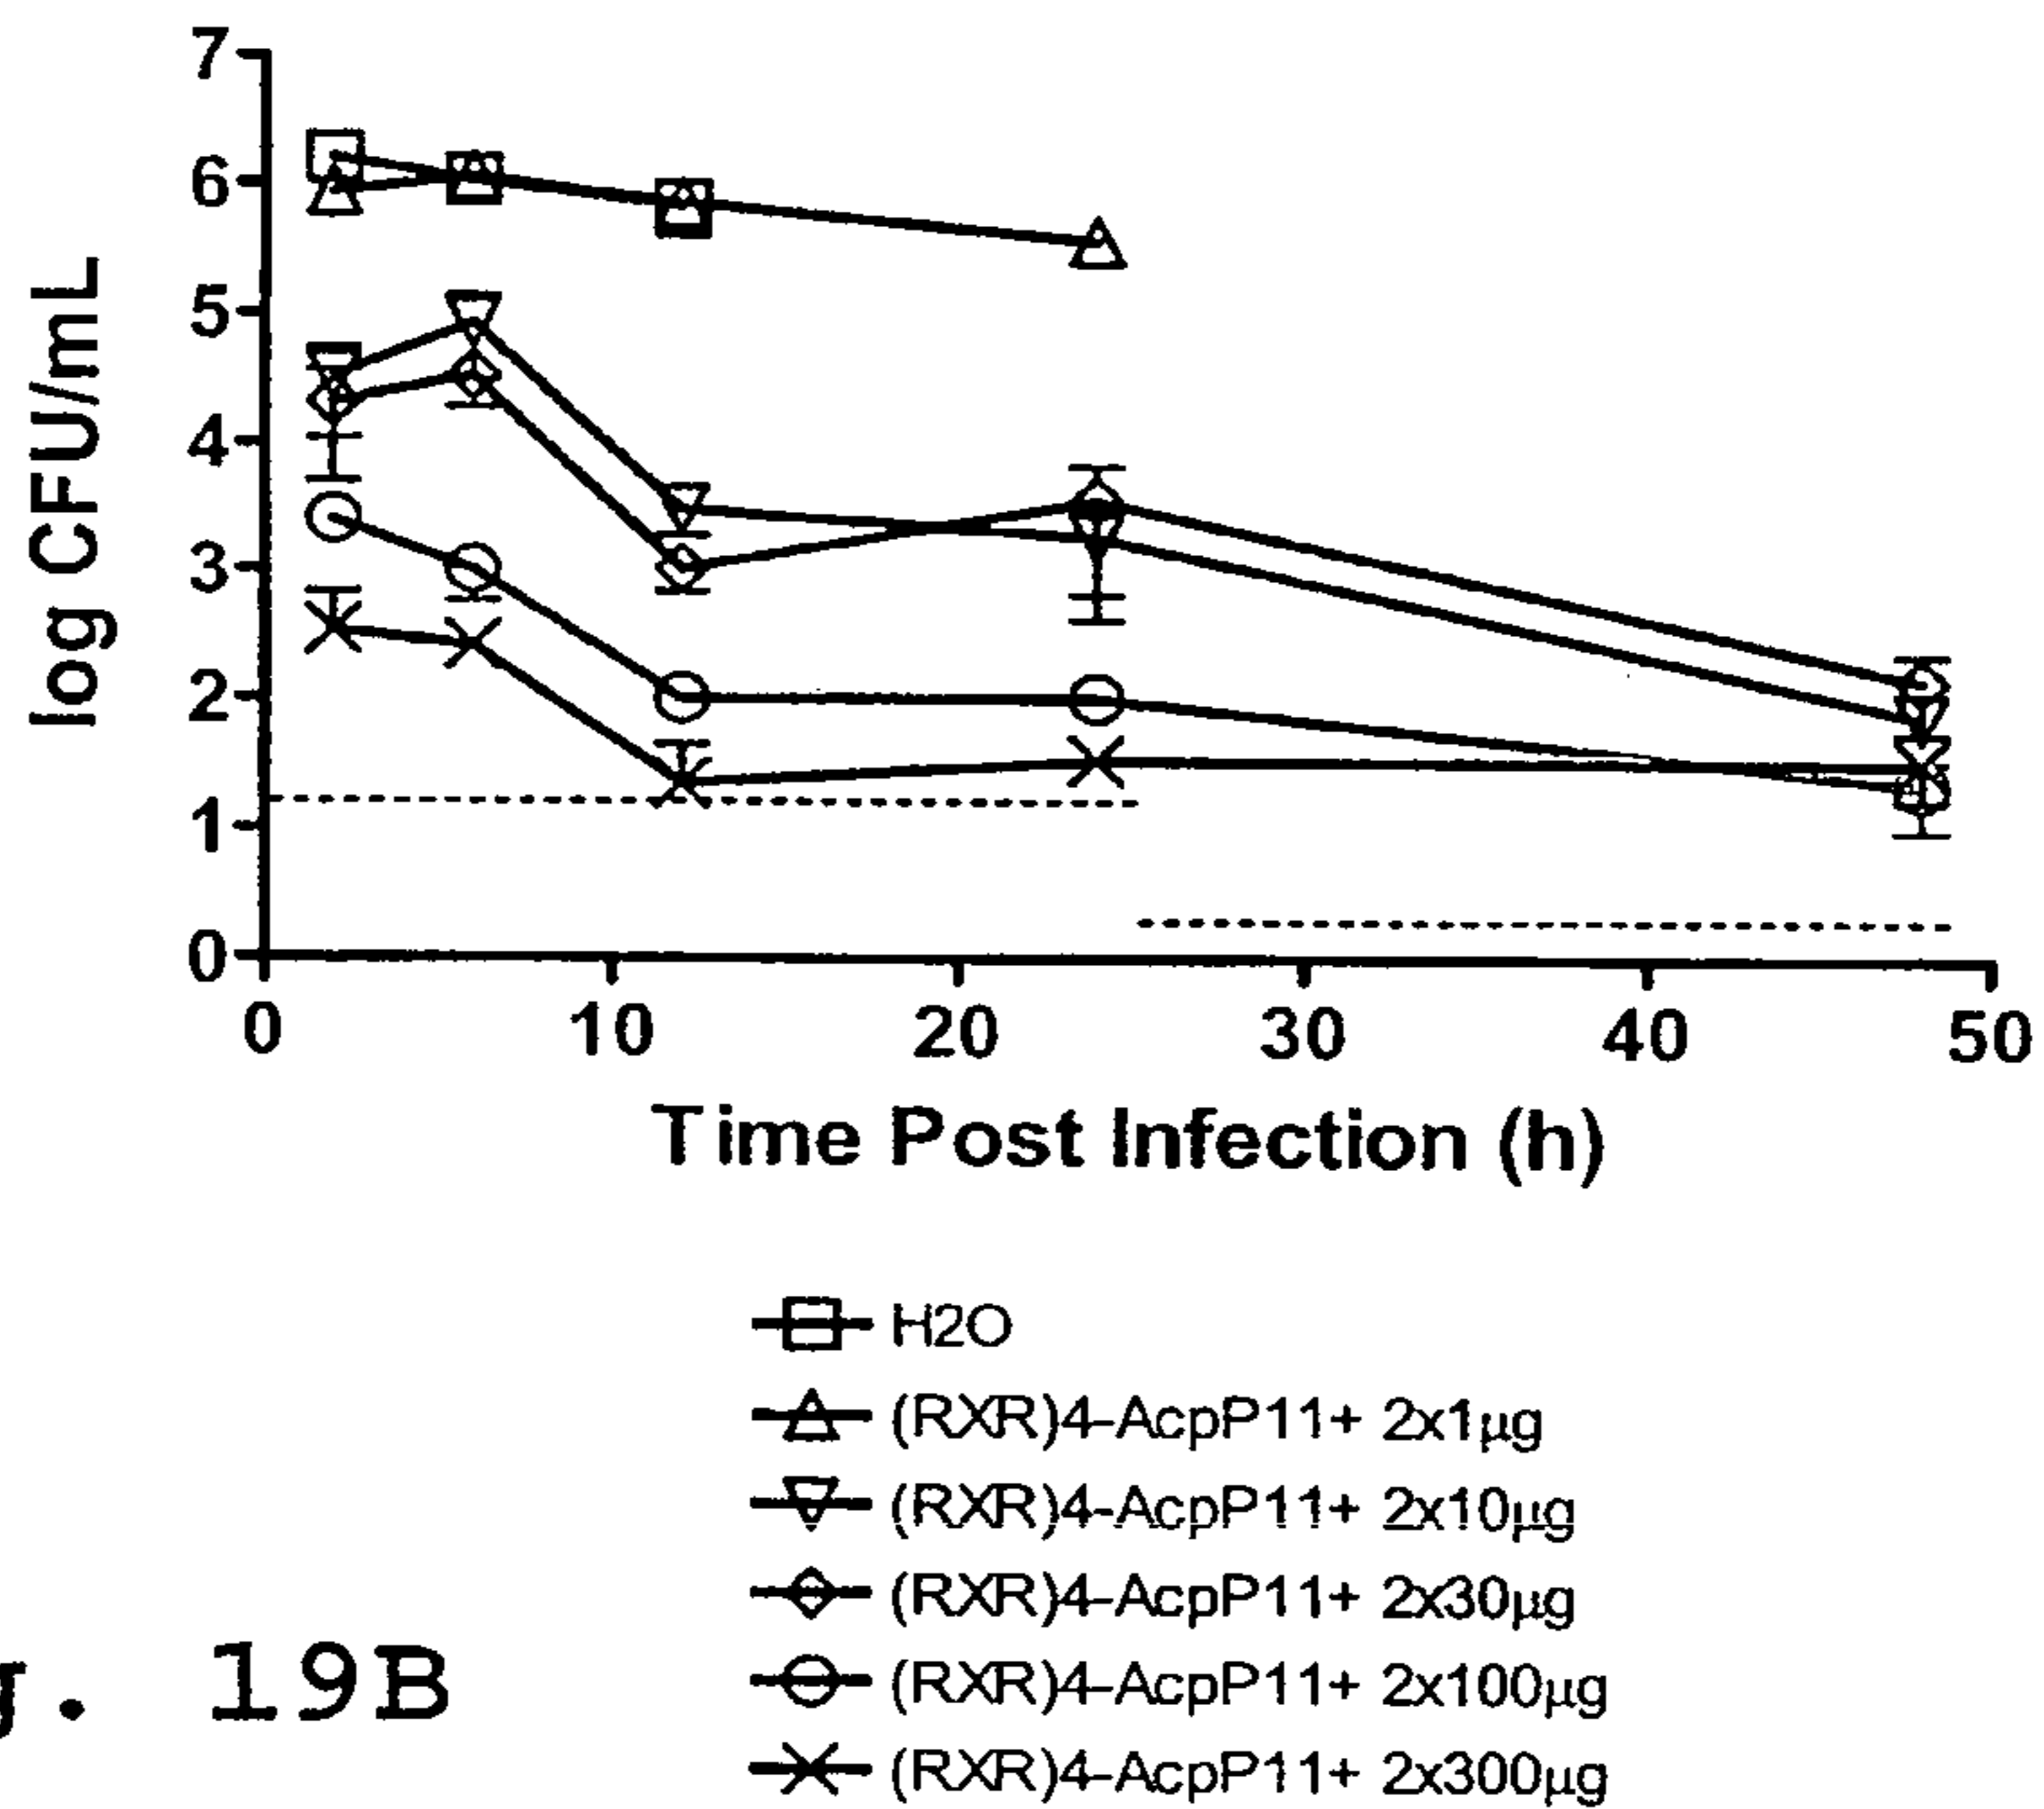 7
6
5
4
3
2
1
0
log CFU/mL
0 10 20 30 40 50
Time Post Infection (h)
H2O
(RXR)4-AcpP11+ 2x1µg
(RXR)4-AcpP11+ 2x10µg
(RXR)4-AcpP11+ 2x30µg
(RXR)4-AcpP11+ 2x100µg
(RXR)4-AcpP11+ 2x300µg
19B